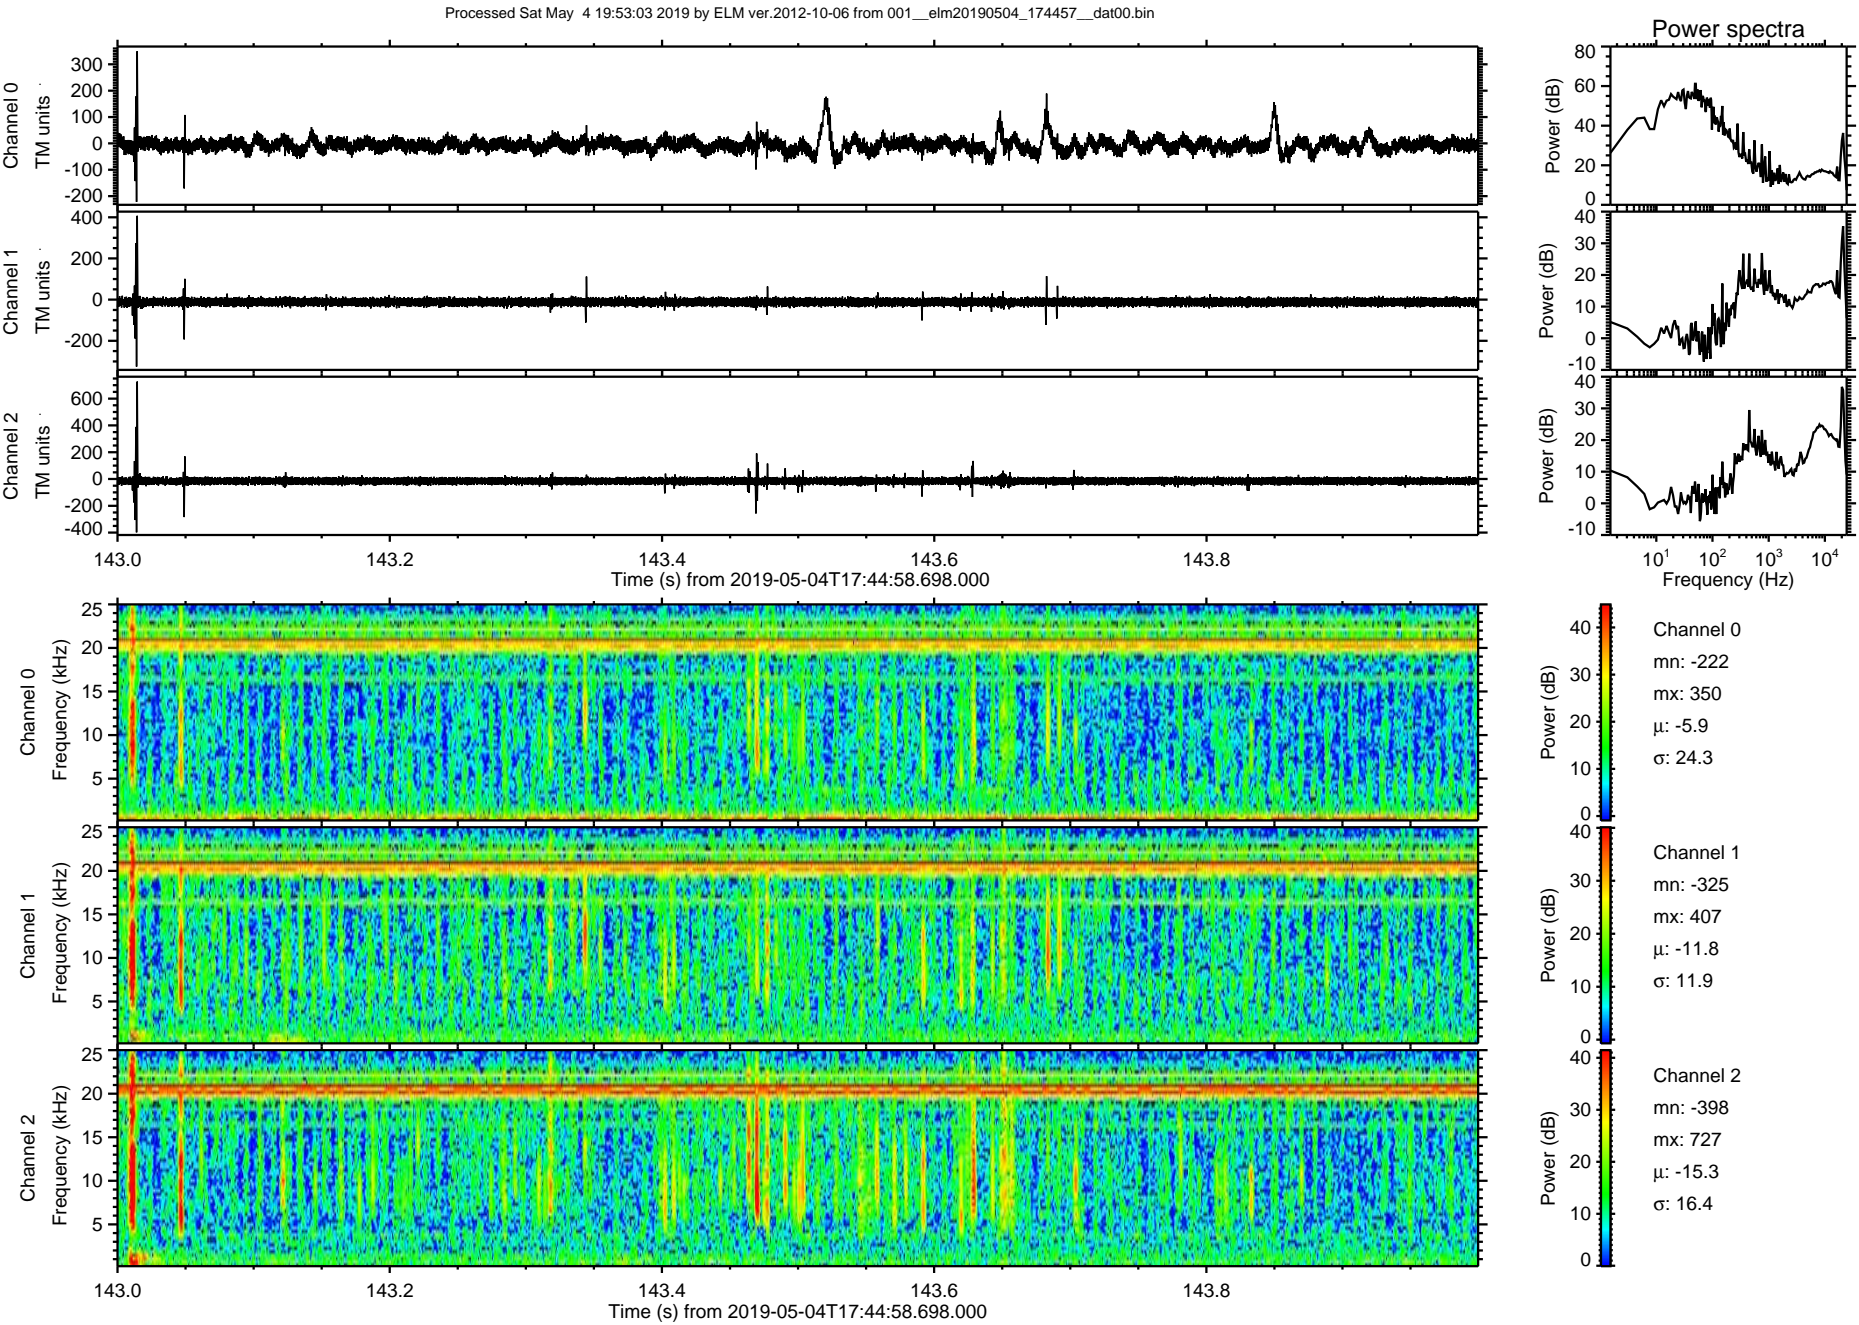 Processed Sat May  4 19:53:03 2019 by ELM ver.2012-10-06 from 001__elm20190504_174457__dat00.bin
Power spectra
Channel 0
TM units
300
200
100
0
-100
-200
Power (dB)
80
60
40
20
0
Channel 1
TM units
400
200
0
-200
Power (dB)
40
30
20
10
0
-10
Channel 2
TM units
600
400
200
0
-200
-400
Power (dB)
40
30
20
10
0
-10
143.0 143.2 143.4 143.6 143.8
Time (s) from 2019-05-04T17:44:58.698.000
10¹ 10² 10³ 10⁴
Frequency (Hz)
Channel 0
Frequency (kHz)
25
20
15
10
5
Power (dB)
40
30
20
10
0
Channel 0
mn: -222
mx: 350
μ: -5.9
σ: 24.3
Channel 1
Frequency (kHz)
25
20
15
10
5
Power (dB)
40
30
20
10
0
Channel 1
mn: -325
mx: 407
μ: -11.8
σ: 11.9
Channel 2
Frequency (kHz)
25
20
15
10
5
Power (dB)
40
30
20
10
0
Channel 2
mn: -398
mx: 727
μ: -15.3
σ: 16.4
143.0 143.2 143.4 143.6 143.8
Time (s) from 2019-05-04T17:44:58.698.000